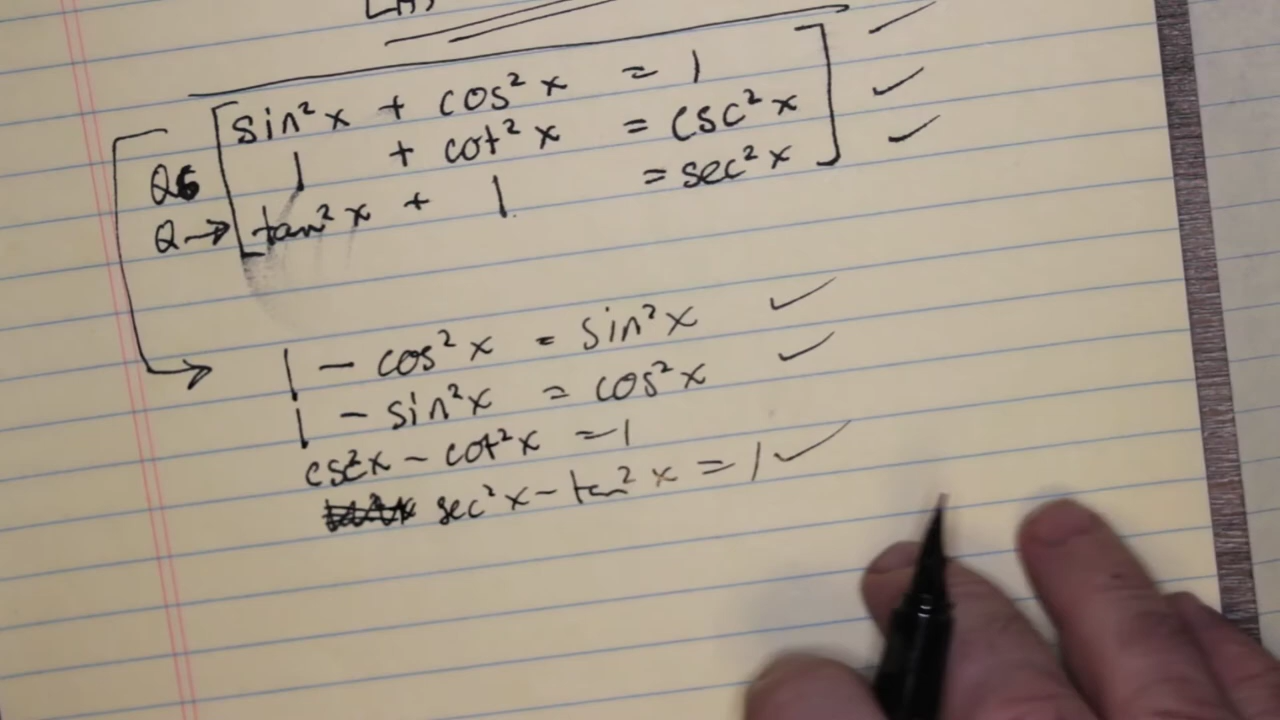 sin²x + cos²x = 1 ✓
Q6 1 + cot²x = csc²x ✓
Q→ tan²x + 1 = sec²x ✓
1 - cos²x = sin²x ✓
1 - sin²x = cos²x ✓
csc²x - cot²x = 1
sec²x - tan²x = 1 ✓